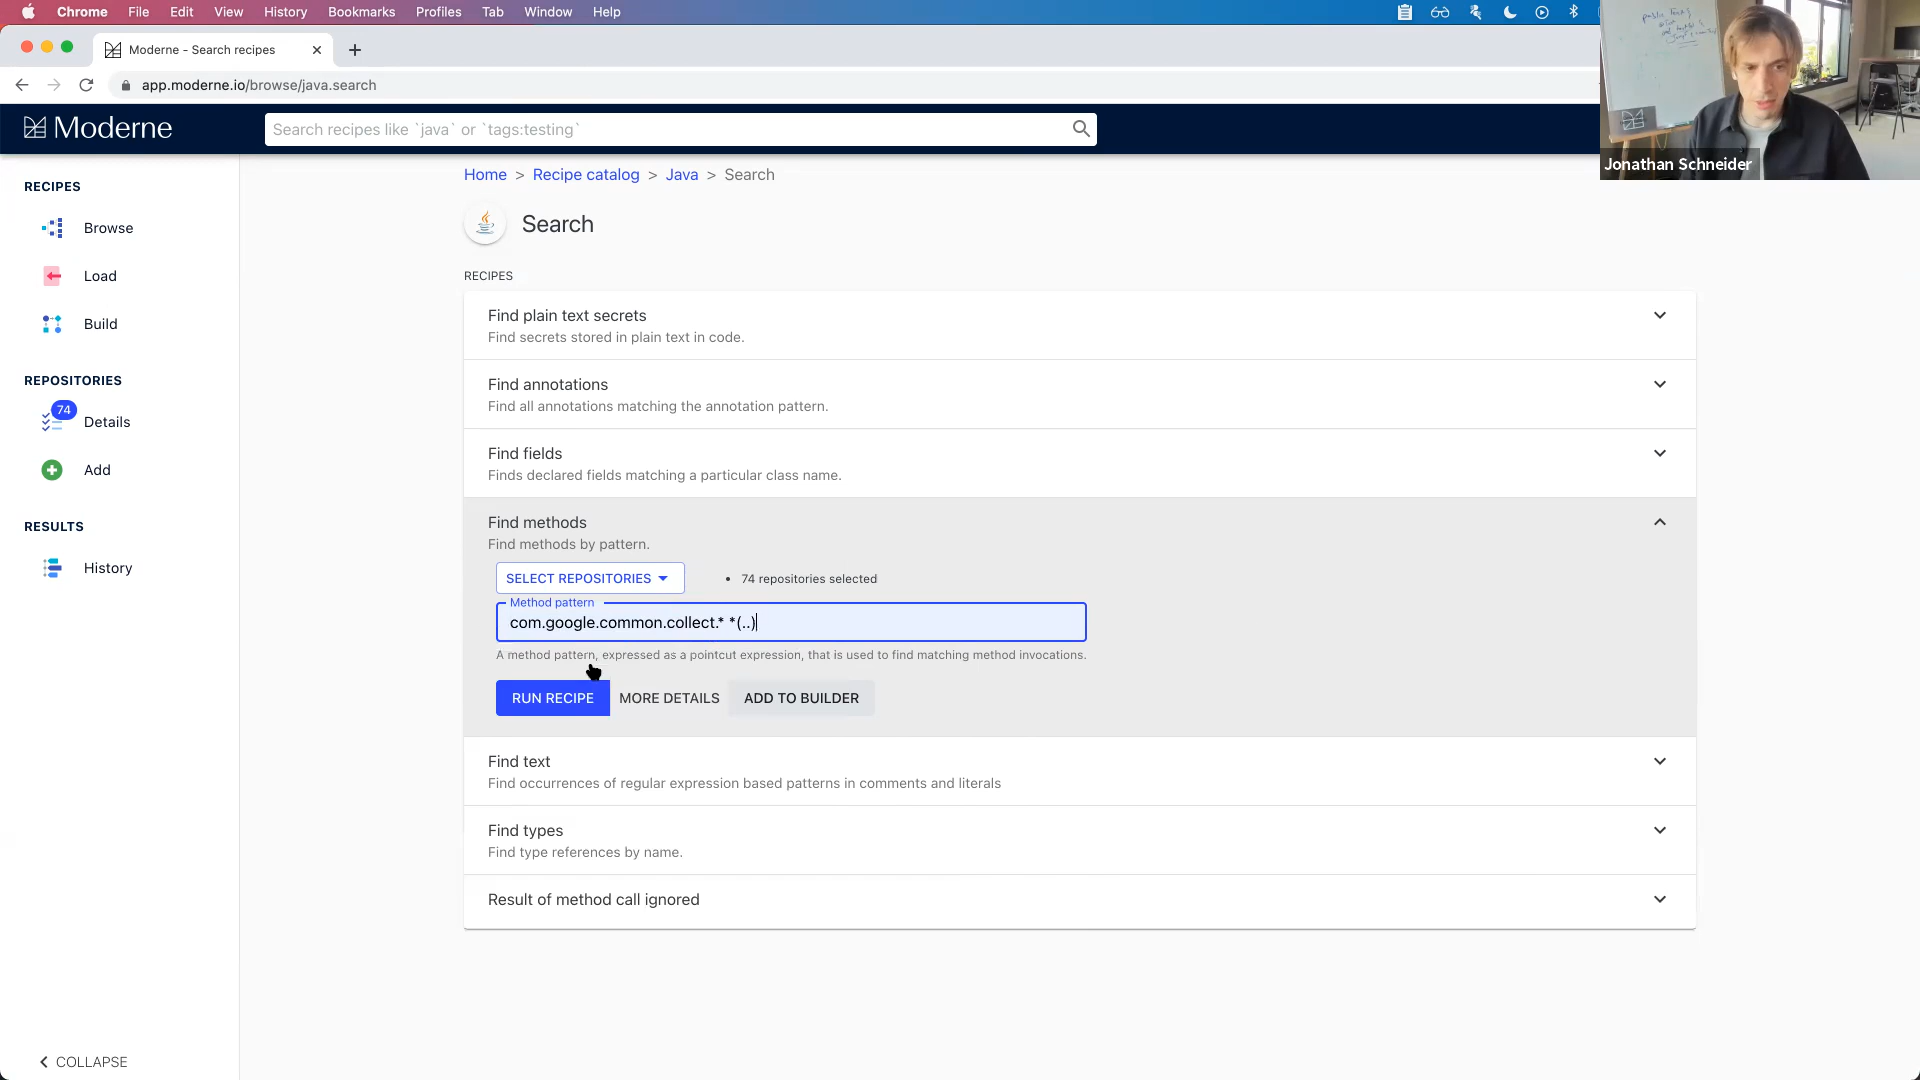 Chrome File Edit View History Bookmarks Profiles Tab Window Help
Moderne - Search recipes
app.moderne.io/browse/java.search
Moderne
Search recipes like `java` or `tags:testing`
Jonathan Schneider
RECIPES
Browse
Load
Build
REPOSITORIES
74
Details
Add
RESULTS
History
COLLAPSE
Home > Recipe catalog > Java > Search
Search
RECIPES
Find plain text secrets
Find secrets stored in plain text in code.
Find annotations
Find all annotations matching the annotation pattern.
Find fields
Finds declared fields matching a particular class name.
Find methods
Find methods by pattern.
SELECT REPOSITORIES
• 74 repositories selected
Method pattern
com.google.common.collect.* *(..)
A method pattern, expressed as a pointcut expression, that is used to find matching method invocations.
RUN RECIPE MORE DETAILS ADD TO BUILDER
Find text
Find occurrences of regular expression based patterns in comments and literals
Find types
Find type references by name.
Result of method call ignored